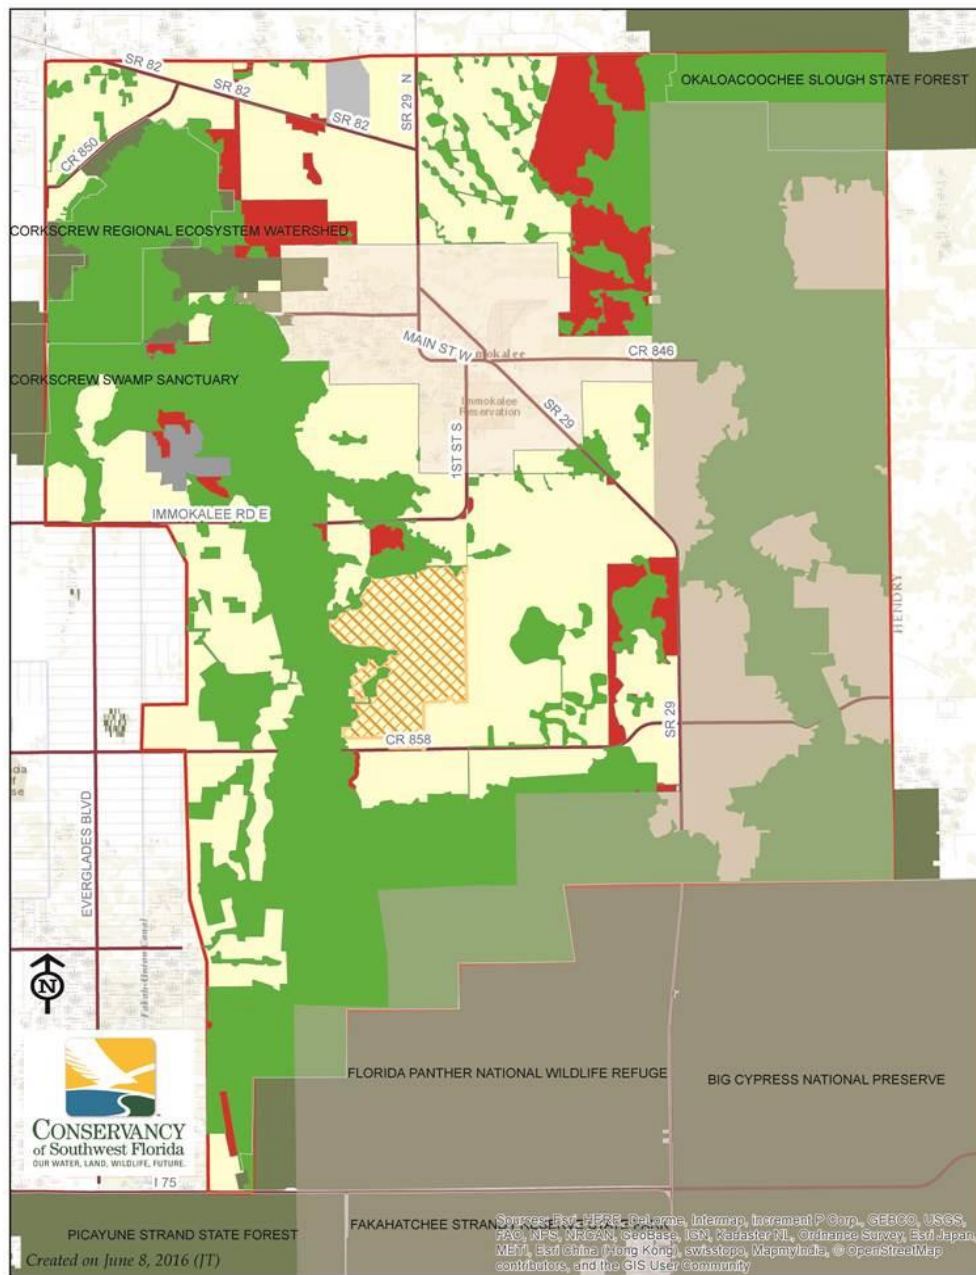 SR 82
SR 82
SR 82
SR 29 N
CR 850
OKALOACOOCHEE SLOUGH STATE FOREST
CORKSCREW REGIONAL ECOSYSTEM WATERSHED
MAIN ST W
mokalee
CR 846
CORKSCREW SWAMP SANCTUARY
Immokalee
Reservation
SR 29
1ST ST S
IMMOKALEE RD E
HENDRY
SR 29
CR 858
EVERGLADES BLVD
N
FLORIDA PANTHER NATIONAL WILDLIFE REFUGE
BIG CYPRESS NATIONAL PRESERVE
CONSERVANCY
of Southwest Florida
OUR WATER, LAND, WILDLIFE, FUTURE.
I 75
PICAYUNE STRAND STATE FOREST
FAKAHATCHEE STRAND PRESERVE STATE PARK
Sources: Esri, HERE, DeLorme, Intermap, increment P Corp., GEBCO, USGS,
FAO, NPS, NRCAN, GeoBase, IGN, Kadaster NL, Ordnance Survey, Esri Japan,
METI, Esri China (Hong Kong), swisstopo, MapmyIndia, © OpenStreetMap
contributors, and the GIS User Community
Created on June 8, 2016 (JT)